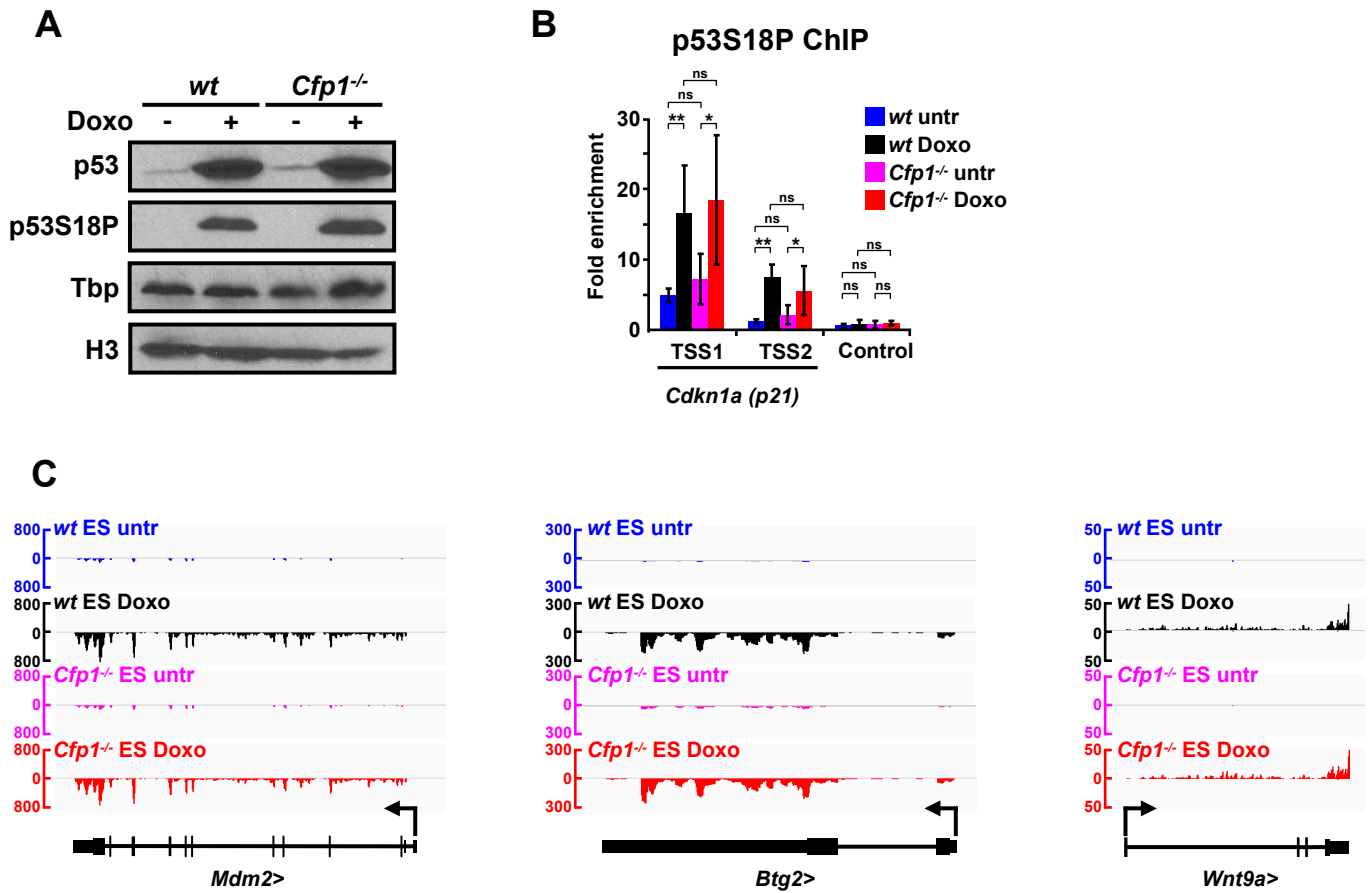 A
wt Cfp1-/-
Doxo - + - +
p53
p53S18P
Tbp
H3
B
p53S18P ChIP
Fold enrichment
30
20
10
0
ns
ns
** *
ns
ns
** *
ns
ns
ns ns
wt untr
wt Doxo
Cfp1-/- untr
Cfp1-/- Doxo
TSS1 TSS2 Control
Cdkn1a (p21)
C
800 wt ES untr
0
800
800 wt ES Doxo
0
800
800 Cfp1-/- ES untr
0
800
800 Cfp1-/- ES Doxo
0
800
Mdm2>
300 wt ES untr
0
300
300 wt ES Doxo
0
300
300 Cfp1-/- ES untr
0
300
300 Cfp1-/- ES Doxo
0
300
Btg2>
50 wt ES untr
0
50
50 wt ES Doxo
0
50
50 Cfp1-/- ES untr
0
50
50 Cfp1-/- ES Doxo
0
50
Wnt9a>